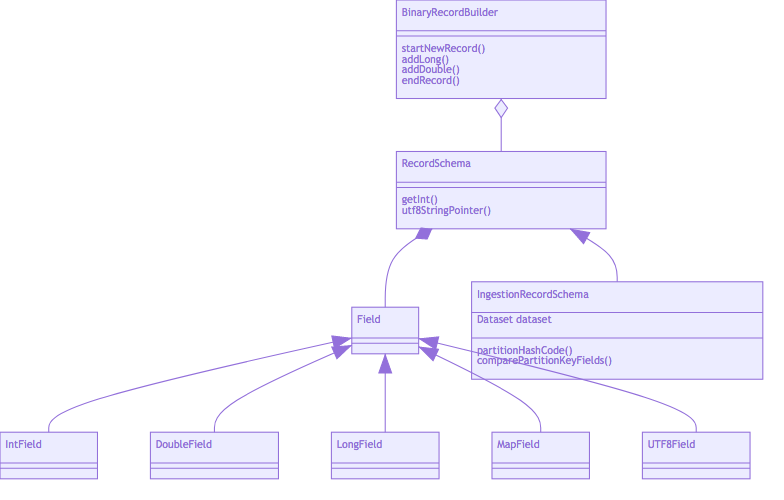 BinaryRecordBuilder
startNewRecord()
addLong()
addDouble()
endRecord()
RecordSchema
getInt()
utf8StringPointer()
IngestionRecordSchema
Dataset dataset
partitionHashCode()
comparePartitionKeyFields()
Field
IntField
DoubleField
LongField
MapField
UTF8Field